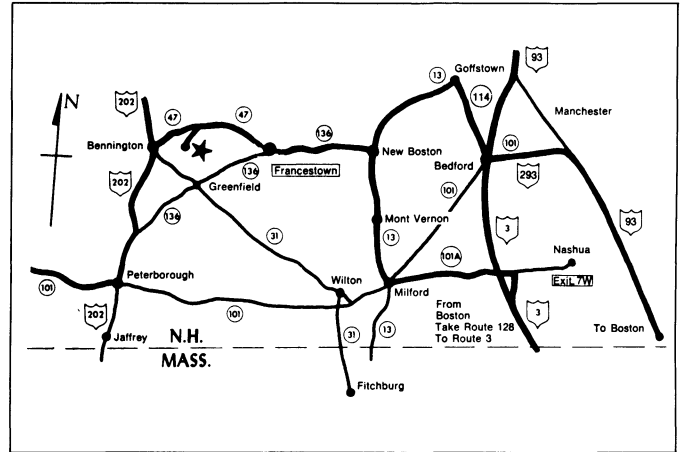 93
Goffstown
13
202
114
N
47
47
Manchester
136
Bennington
New Boston
101
Bedford
136
Francestown
293
Greenfield
202
101
Mont Vernon
136
3
93
31
13
Nashua
101A
101
Peterborough
Wilton
Exit 7W
Milford
From
Boston
Take Route 128
To Route 3
202
101
3
To Boston
Jaffrey
N.H.
31
13
MASS.
Fitchburg